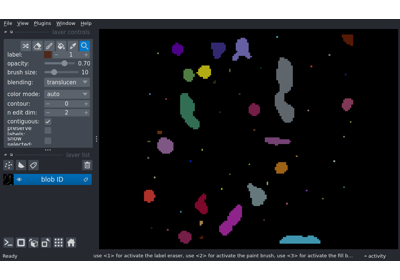 File View Plugins Window Help
layer controls
label: 1
opacity: 0.70
brush size: 10
blending: translucen
color mode: auto
contour: 0
n edit dim: 2
contiguous:
preserve labels:
show selected:
layer list
blob ID
Ready
use <1> for activate the label eraser, use <2> for activate the paint brush, use <3> for activate the fill b...
activity